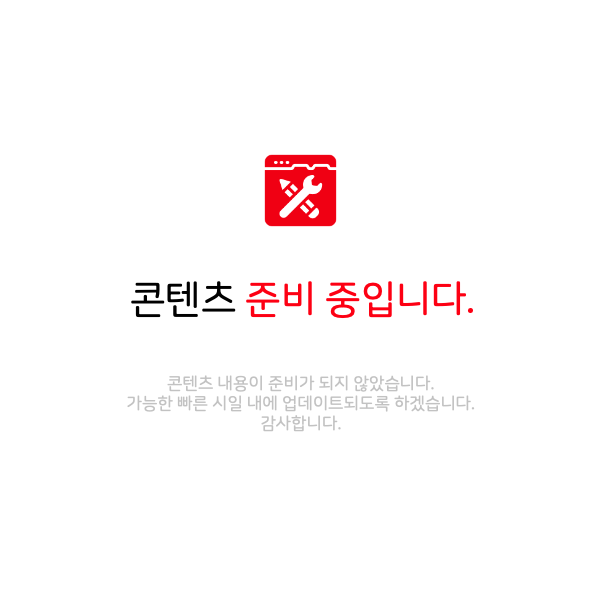 콘텐츠 준비 중입니다.
콘텐츠 내용이 준비가 되지 않았습니다.
가능한 빠른 시일 내에 업데이트되도록 하겠습니다.
감사합니다.